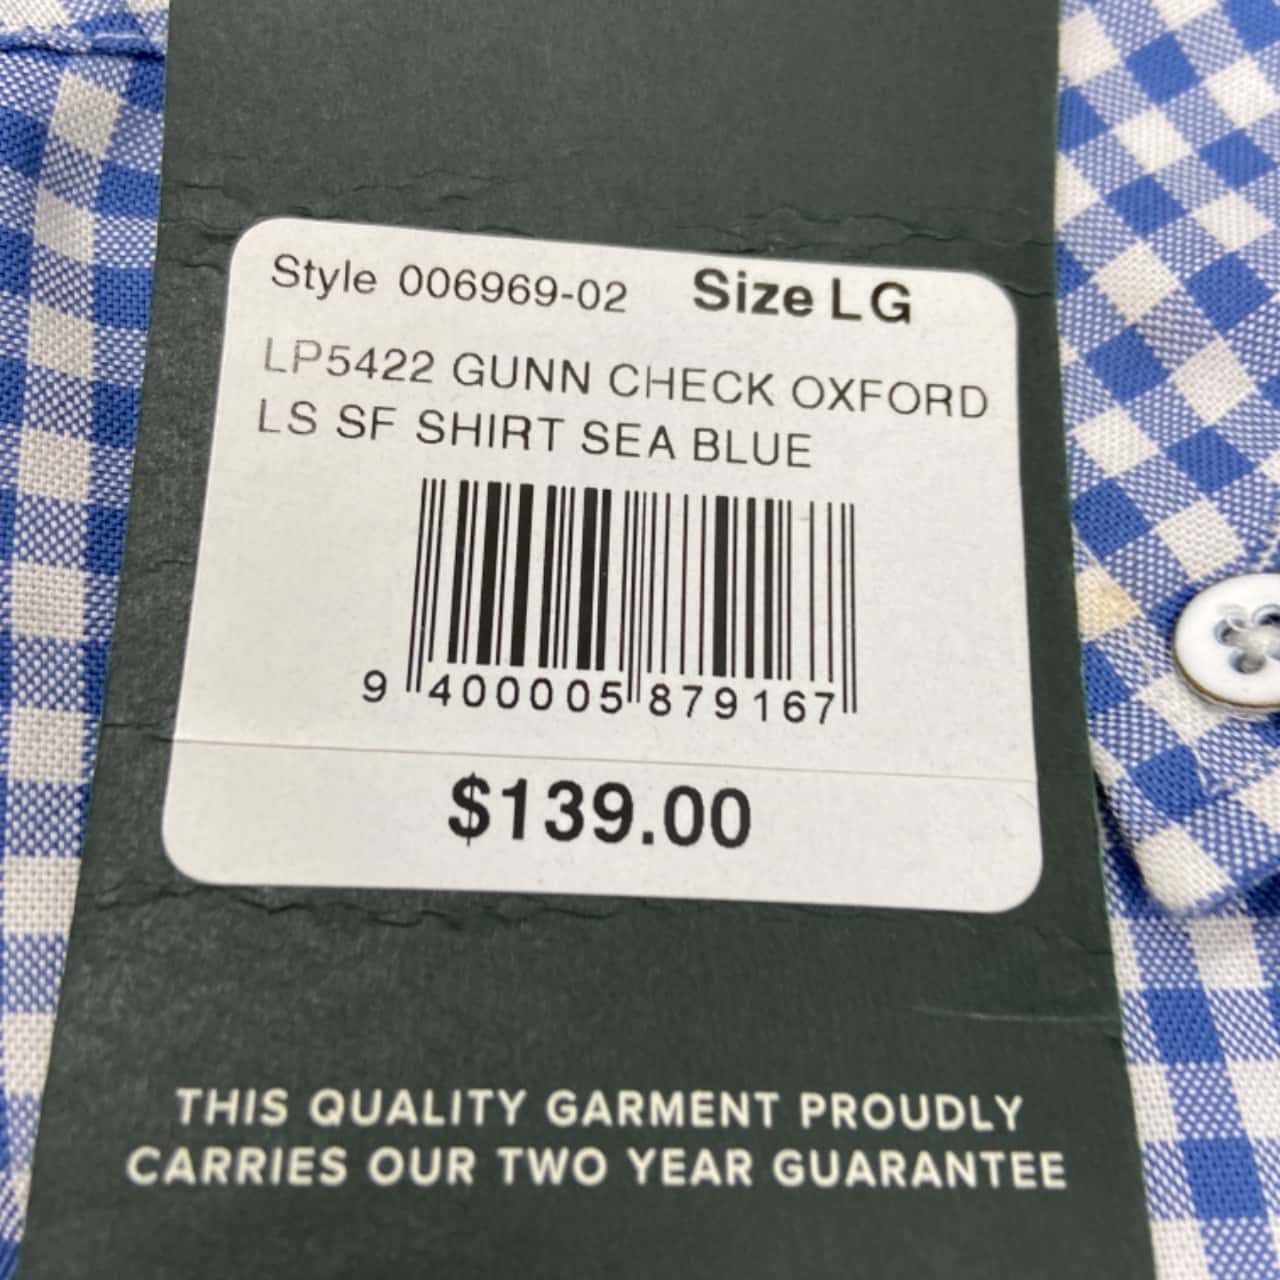 Style 006969-02 Size LG
LP5422 GUNN CHECK OXFORD
LS SF SHIRT SEA BLUE
9 400005 879167
$139.00
THIS QUALITY GARMENT PROUDLY
CARRIES OUR TWO YEAR GUARANTEE